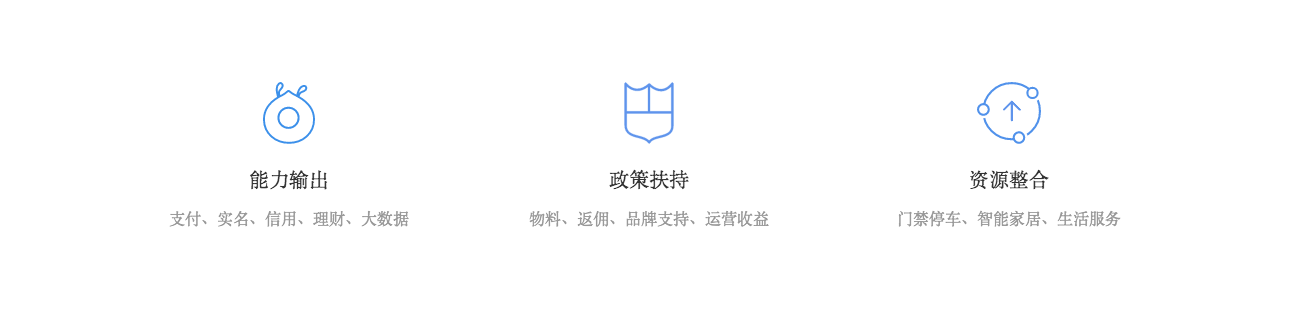 能力输出
支付、实名、信用、理财、大数据
政策扶持
物料、返佣、品牌支持、运营收益
资源整合
门禁停车、智能家居、生活服务